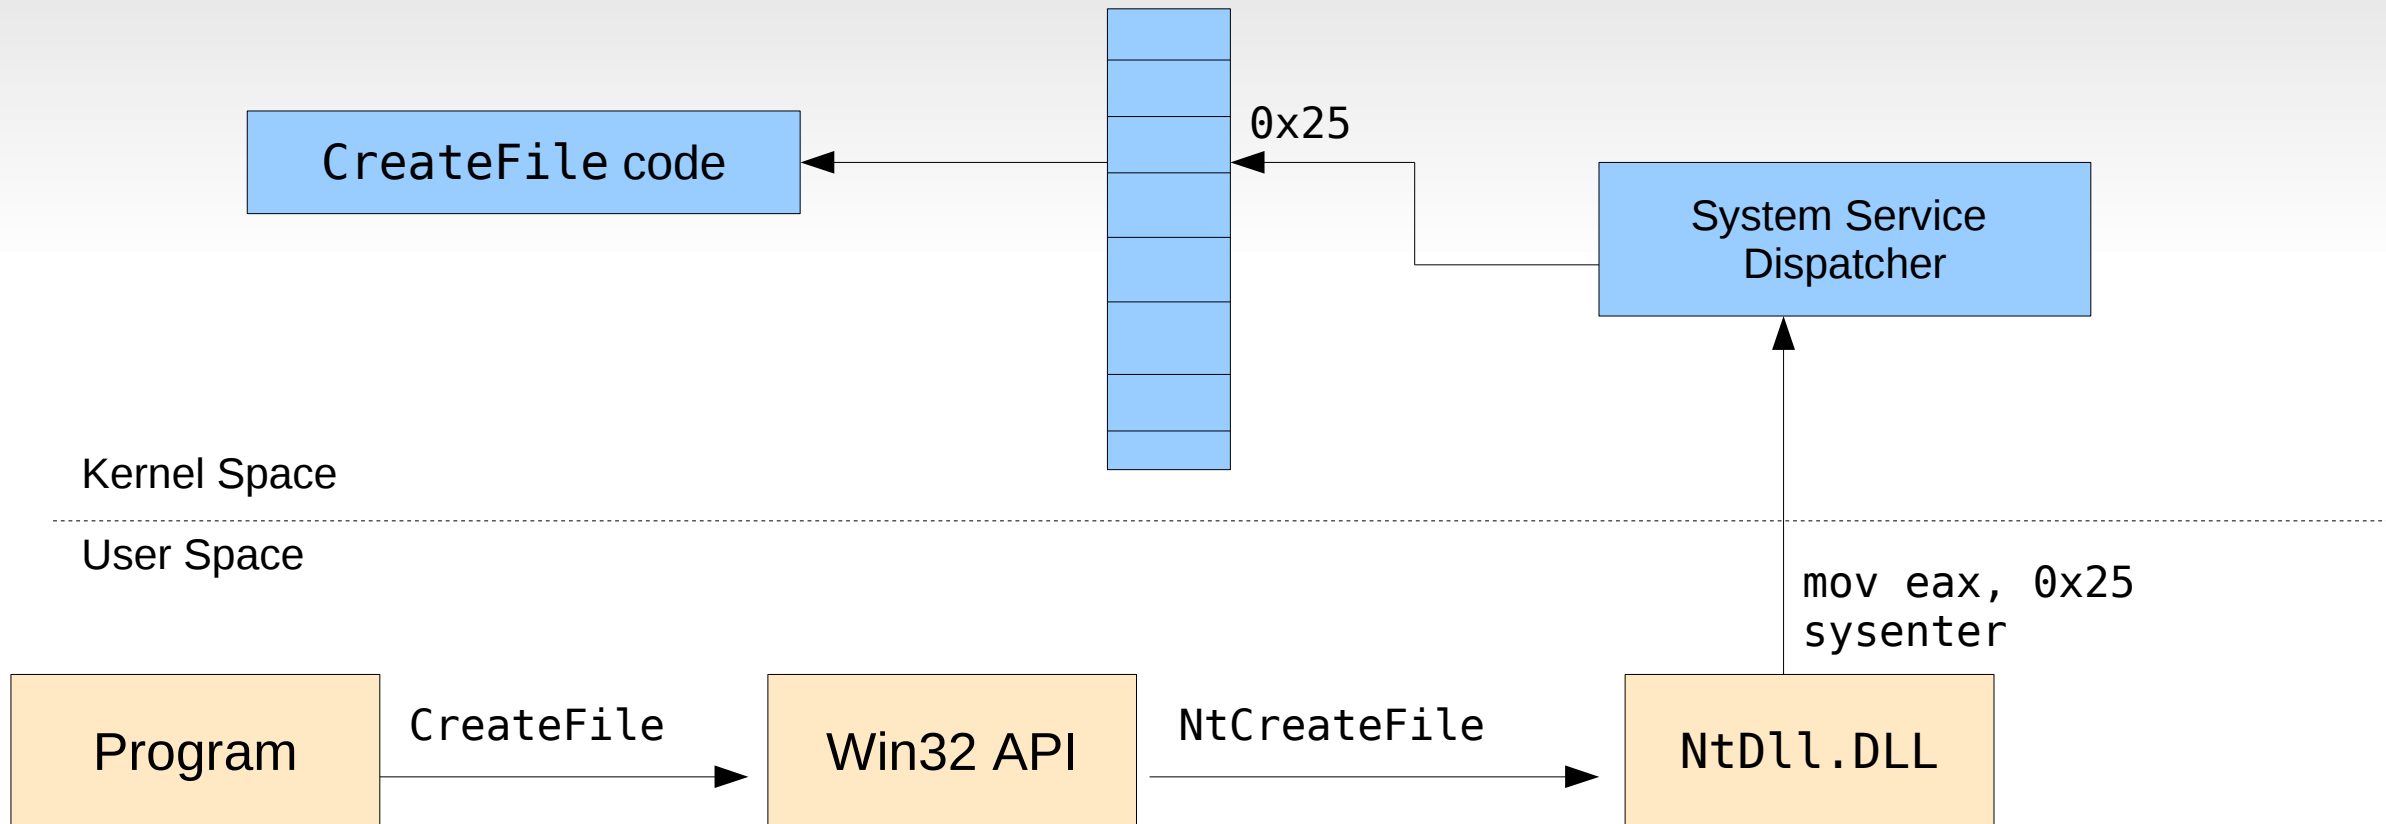 0x25
CreateFile code
System Service
Dispatcher
Kernel Space
User Space
mov eax, 0x25
sysenter
Program
CreateFile
Win32 API
NtCreateFile
NtDll.DLL